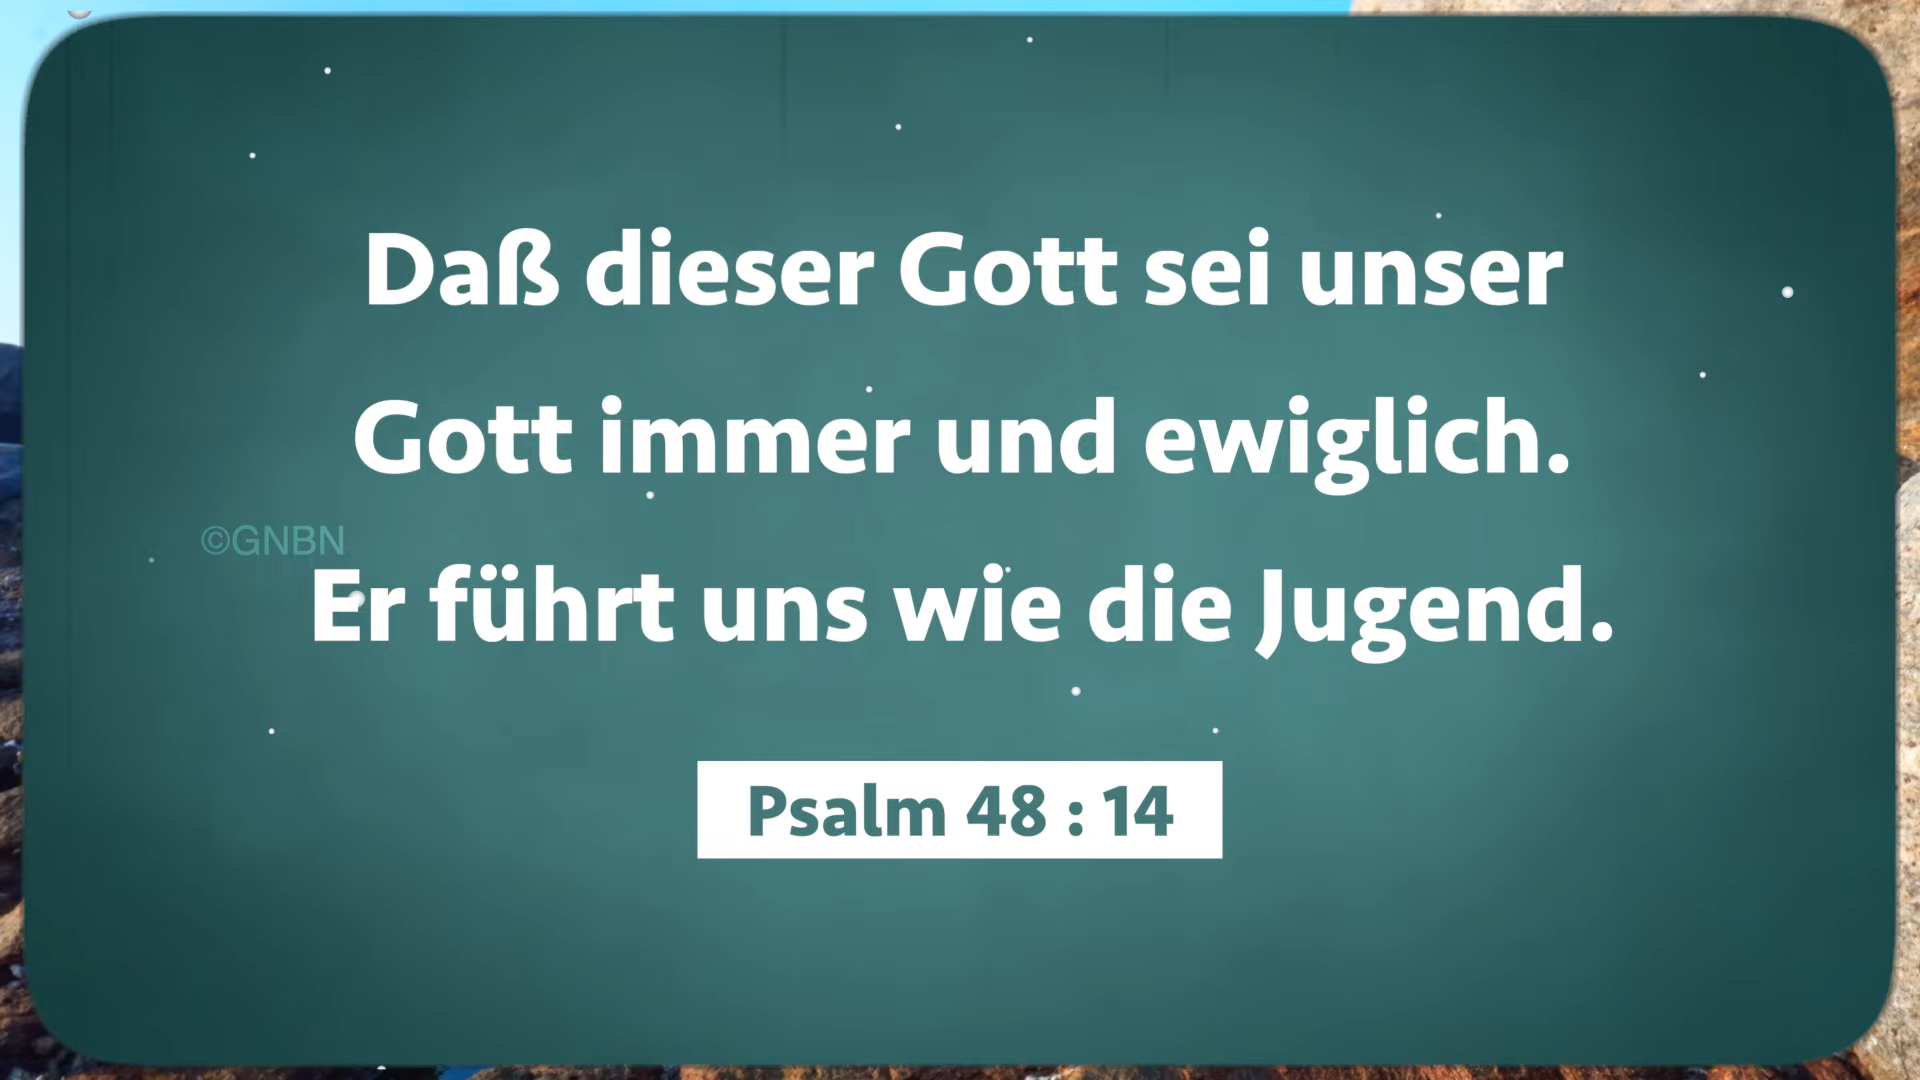 Daß dieser Gott sei unser
Gott immer und ewiglich.
©GNBN
Er führt uns wie die Jugend.
Psalm 48 : 14